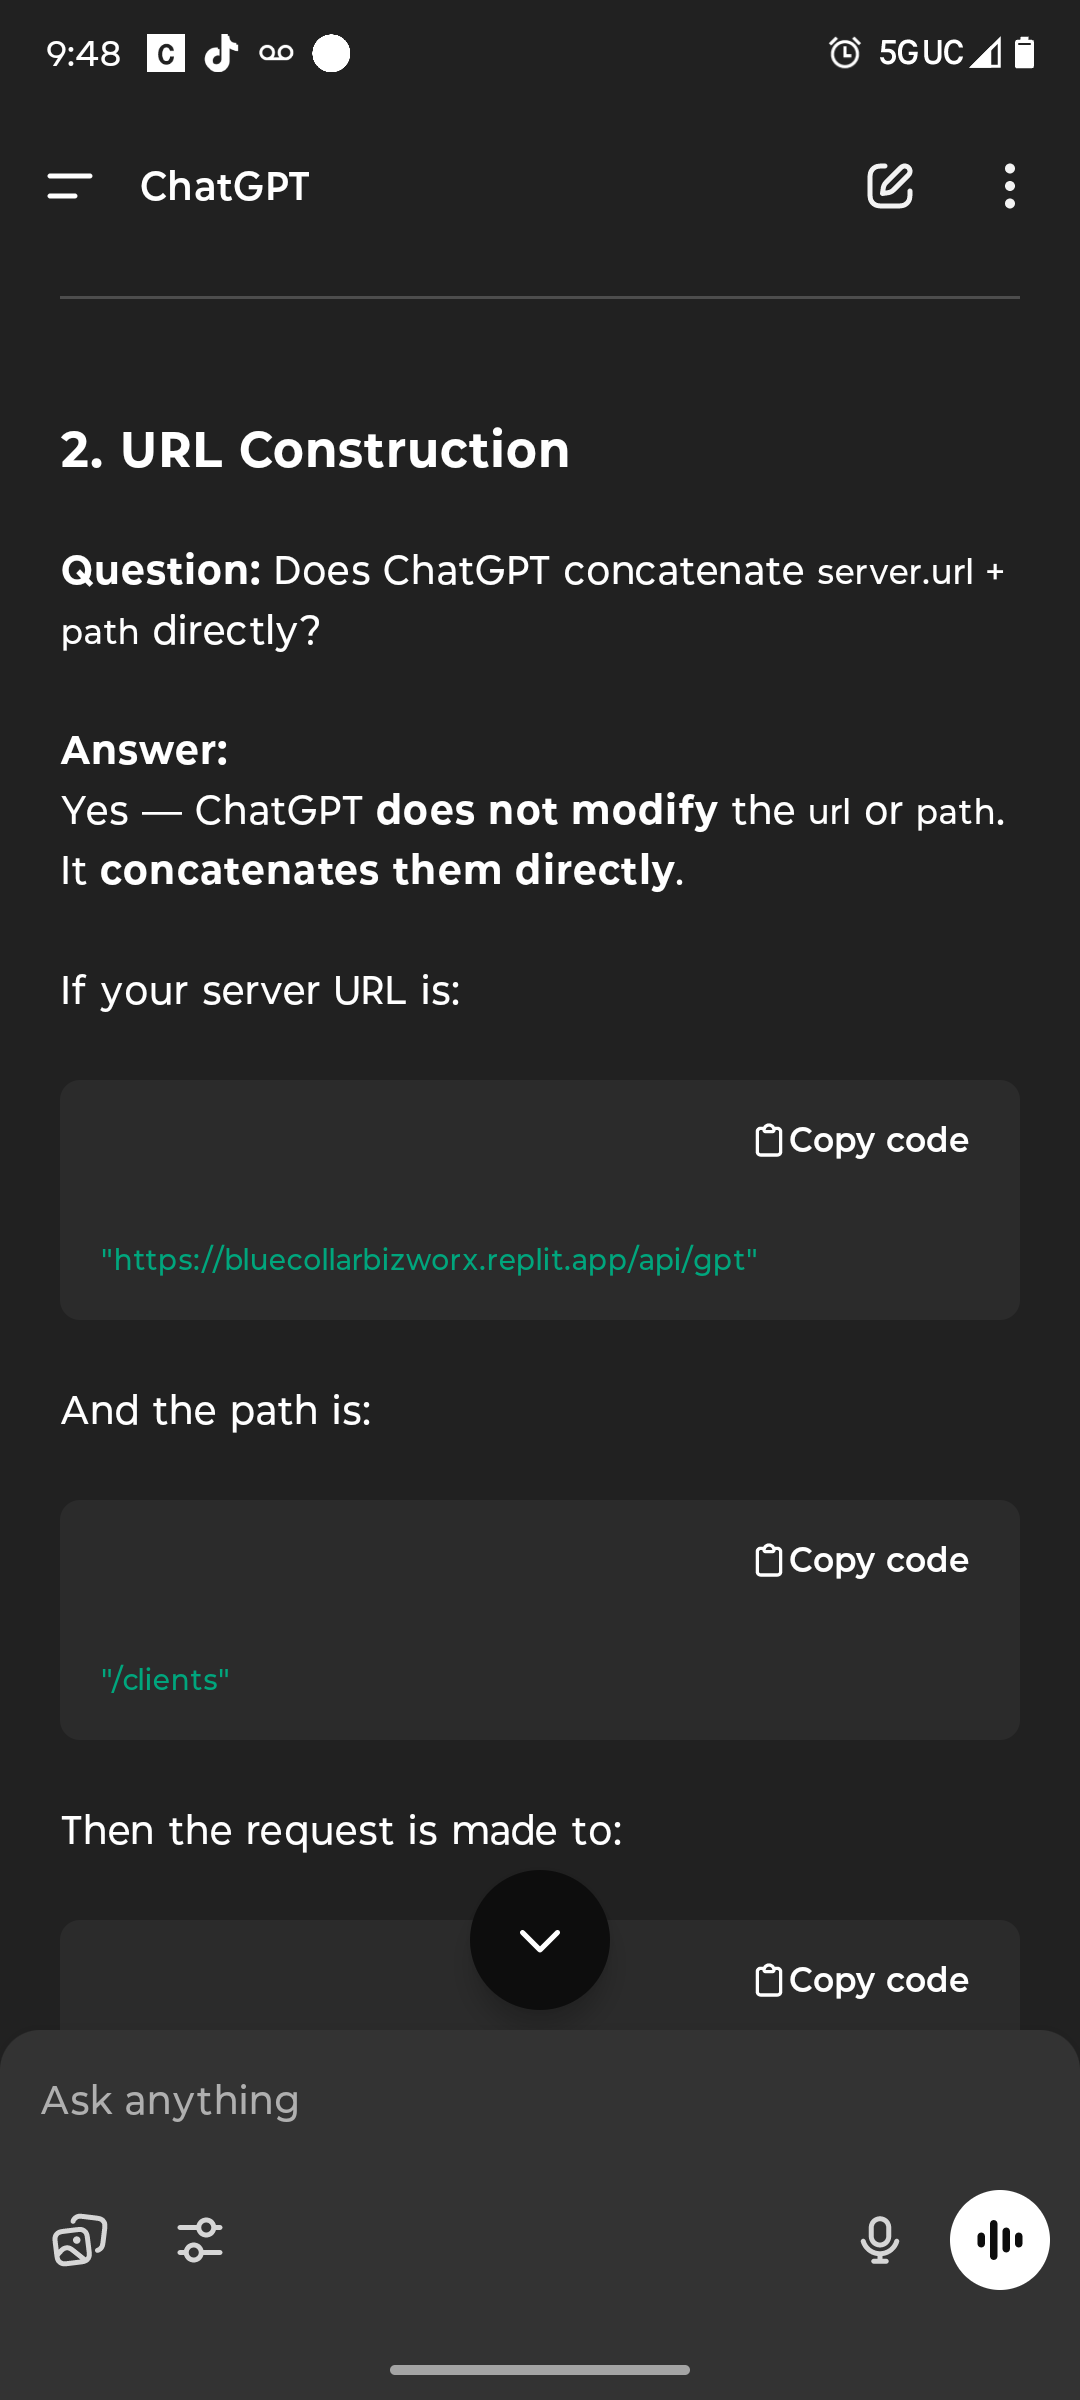 9:48
C
5G UC
ChatGPT
2. URL Construction
Question: Does ChatGPT concatenate server.url +
path directly?
Answer:
Yes — ChatGPT does not modify the url or path.
It concatenates them directly.
If your server URL is:
Copy code
"https://bluecollarbizworx.replit.app/api/gpt"
And the path is:
Copy code
"/clients"
Then the request is made to:
Copy code
Ask anything